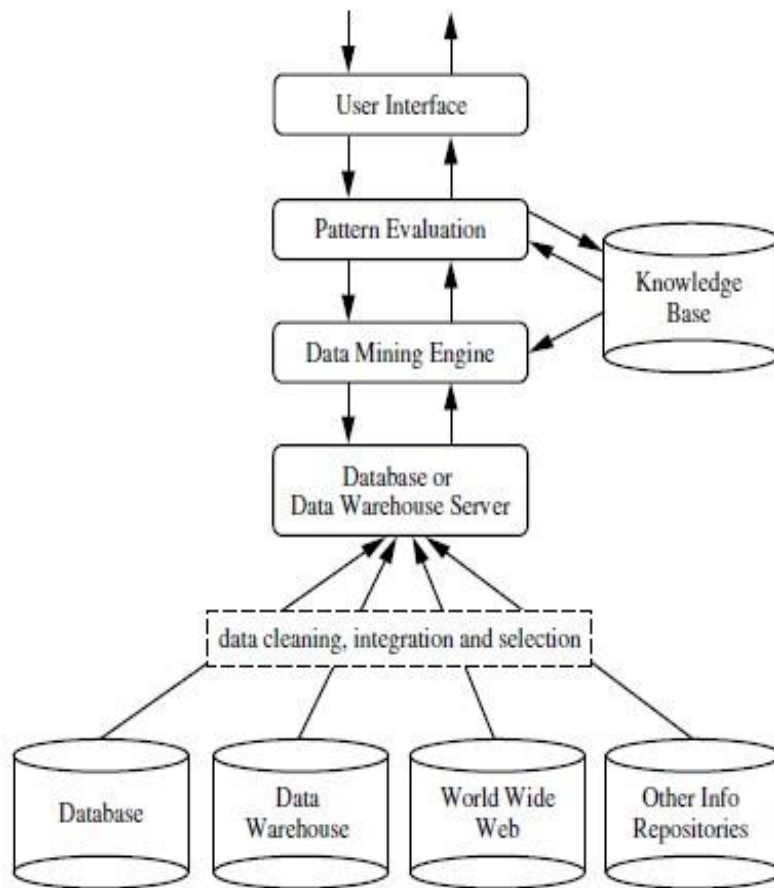 User Interface
Pattern Evaluation
Knowledge
Base
Data Mining Engine
Database or
Data Warehouse Server
data cleaning, integration and selection
Database
Data
Warehouse
World Wide
Web
Other Info
Repositories